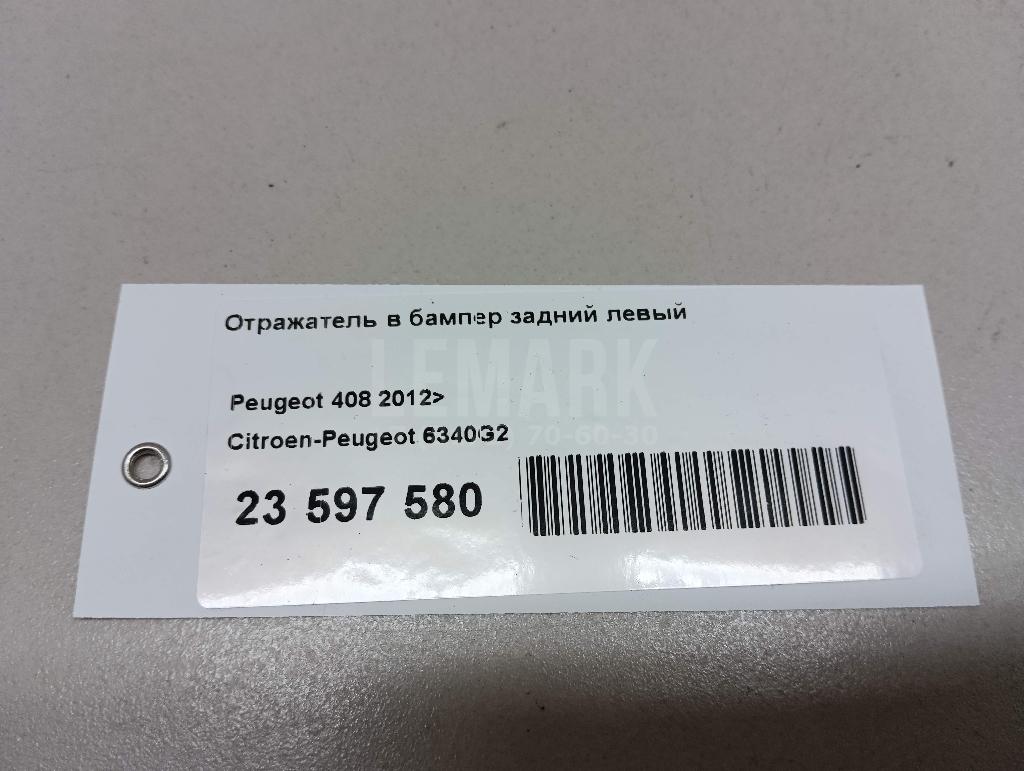 Отражатель в бампер задний левый
LEMARK
Peugeot 408 2012>
Citroen-Peugeot 6340G2
70-60-30
23 597 580